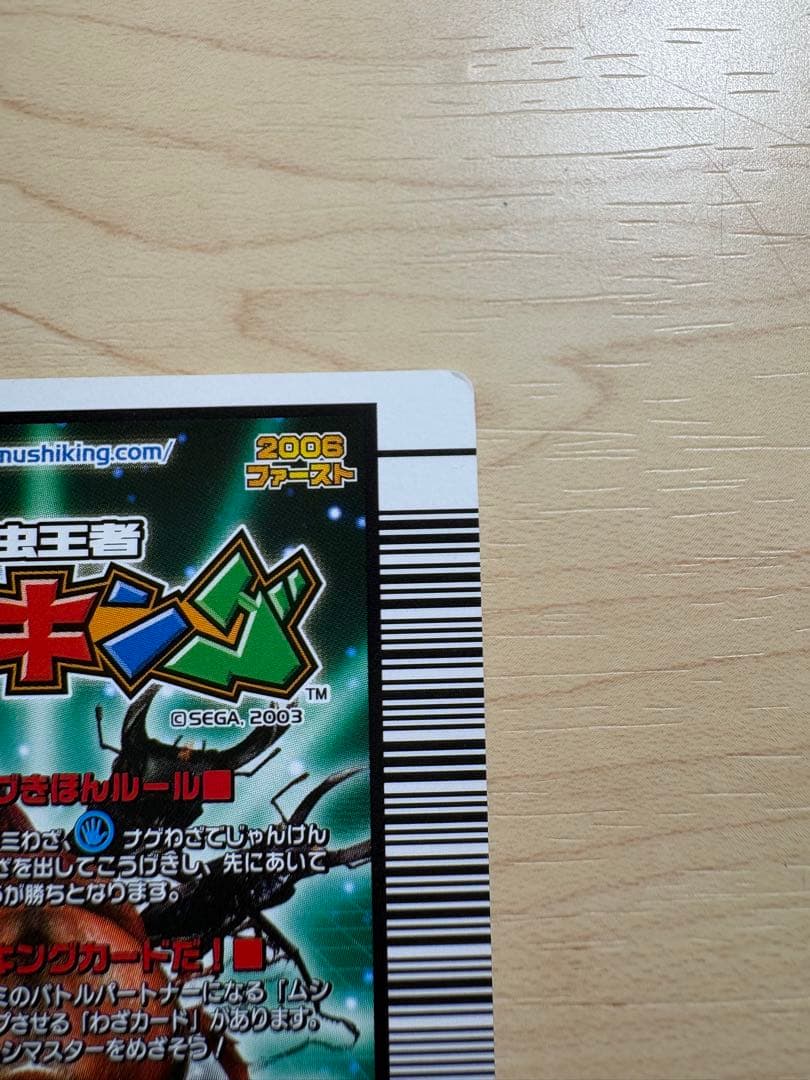 mushiking.com/
2006
ファースト
虫王者
キング
TM
©SEGA, 2003
ブきほんルール■
ミわざ、ナゲわざでじゃんけん
ざを出してこうげきし、先にあいて
が勝ちとなります。
キングカードだ！■
ミのバトルパートナーになる「ムシ
プさせる「わざカード」があります。
シマスターをめざそう！